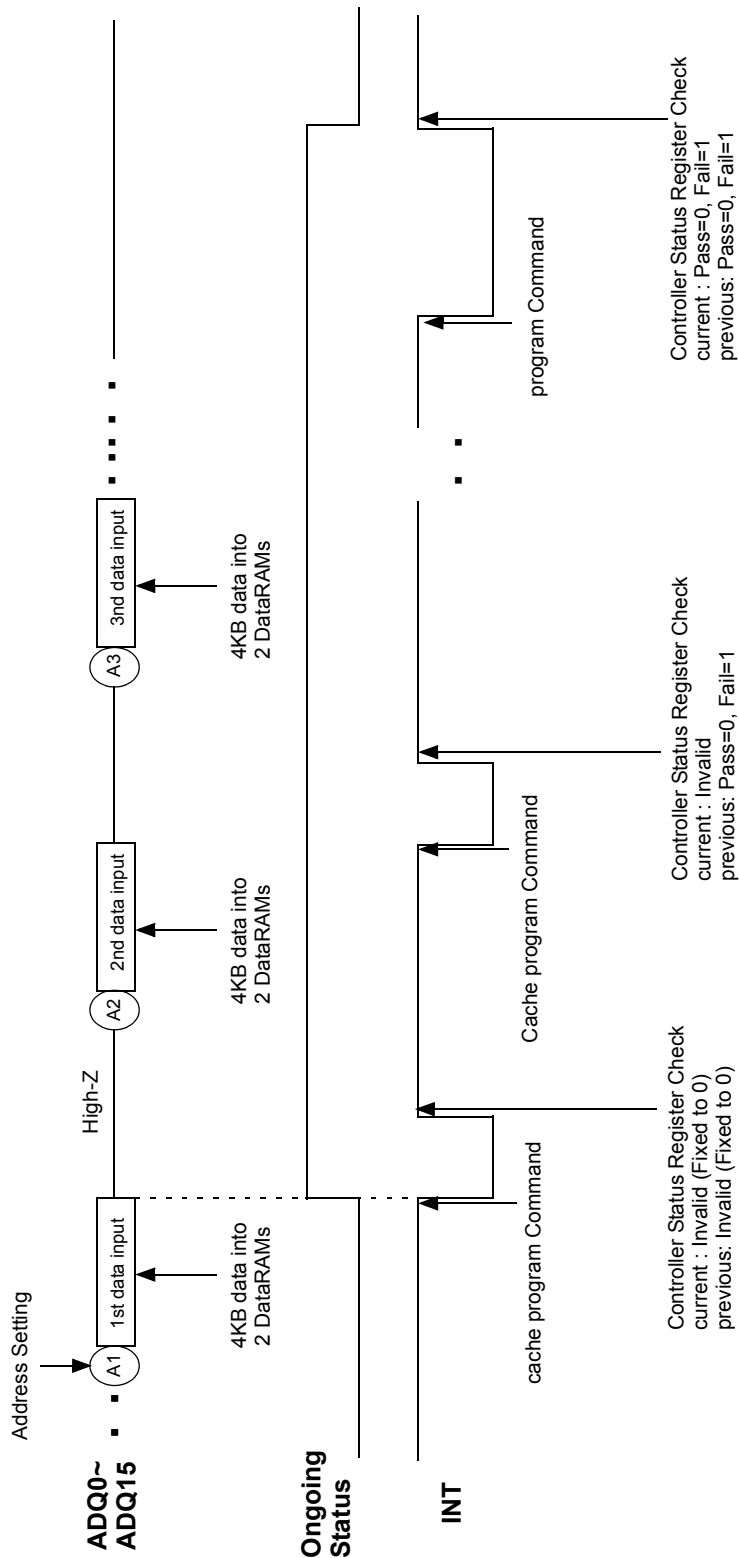 Address Setting
ADQ0~
ADQ15
A1
1st data input
High-Z
A2
2nd data input
A3
3nd data input
4KB data into
2 DataRAMs
4KB data into
2 DataRAMs
4KB data into
2 DataRAMs
Ongoing
Status
INT
cache program Command
Cache program Command
program Command
Controller Status Register Check
current : Invalid (Fixed to 0)
previous: Invalid (Fixed to 0)
Controller Status Register Check
current : Invalid
previous: Pass=0, Fail=1
Controller Status Register Check
current : Pass=0, Fail=1
previous: Pass=0, Fail=1